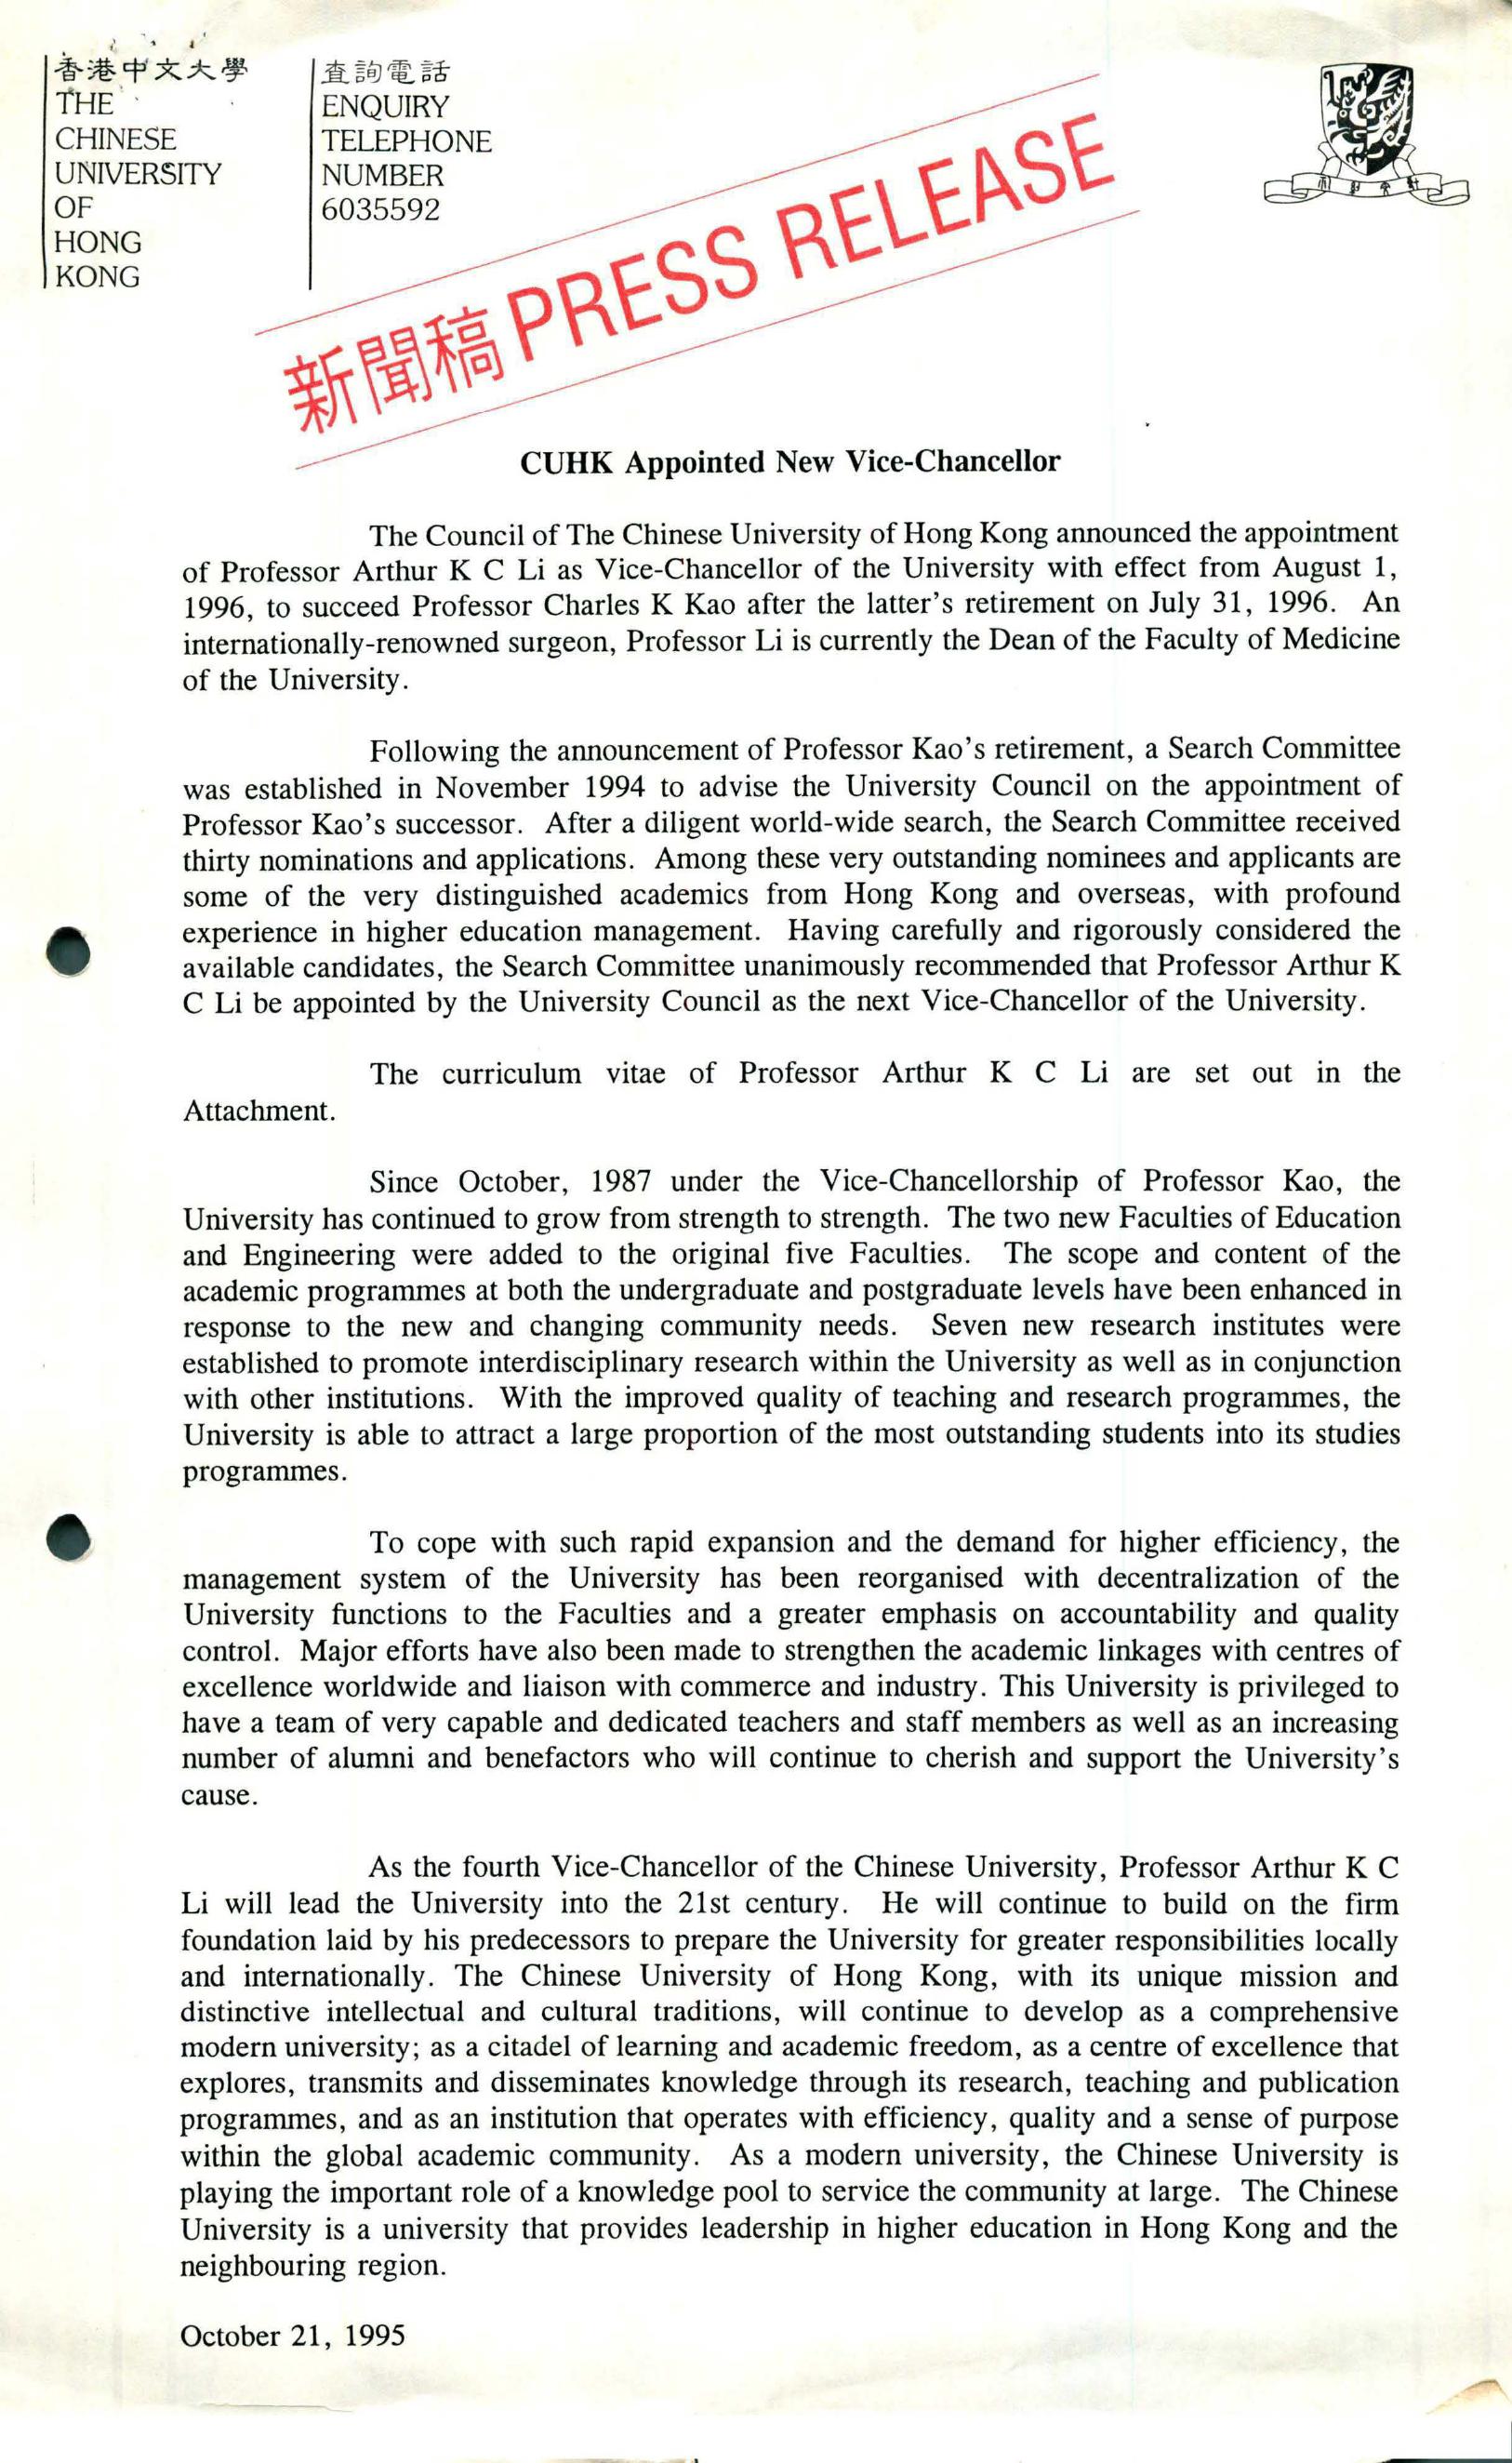 香港中文大學
THE
CHINESE
UNIVERSITY
OF
HONG
KONG
查詢電話
ENQUIRY
TELEPHONE
NUMBER
6035592
新聞稿 PRESS RELEASE
CUHK Appointed New Vice-Chancellor
The Council of The Chinese University of Hong Kong announced the appointment
of Professor Arthur K C Li as Vice-Chancellor of the University with effect from August 1,
1996, to succeed Professor Charles K Kao after the latter's retirement on July 31, 1996. An
internationally-renowned surgeon, Professor Li is currently the Dean of the Faculty of Medicine
of the University.
Following the announcement of Professor Kao's retirement, a Search Committee
was established in November 1994 to advise the University Council on the appointment of
Professor Kao's successor. After a diligent world-wide search, the Search Committee received
thirty nominations and applications. Among these very outstanding nominees and applicants are
some of the very distinguished academics from Hong Kong and overseas, with profound
experience in higher education management. Having carefully and rigorously considered the
available candidates, the Search Committee unanimously recommended that Professor Arthur K
C Li be appointed by the University Council as the next Vice-Chancellor of the University.
The curriculum vitae of Professor Arthur K C Li are set out in the
Attachment.
Since October, 1987 under the Vice-Chancellorship of Professor Kao, the
University has continued to grow from strength to strength. The two new Faculties of Education
and Engineering were added to the original five Faculties. The scope and content of the
academic programmes at both the undergraduate and postgraduate levels have been enhanced in
response to the new and changing community needs. Seven new research institutes were
established to promote interdisciplinary research within the University as well as in conjunction
with other institutions. With the improved quality of teaching and research programmes, the
University is able to attract a large proportion of the most outstanding students into its studies
programmes.
To cope with such rapid expansion and the demand for higher efficiency, the
management system of the University has been reorganised with decentralization of the
University functions to the Faculties and a greater emphasis on accountability and quality
control. Major efforts have also been made to strengthen the academic linkages with centres of
excellence worldwide and liaison with commerce and industry. This University is privileged to
have a team of very capable and dedicated teachers and staff members as well as an increasing
number of alumni and benefactors who will continue to cherish and support the University's
cause.
As the fourth Vice-Chancellor of the Chinese University, Professor Arthur K C
Li will lead the University into the 21st century. He will continue to build on the firm
foundation laid by his predecessors to prepare the University for greater responsibilities locally
and internationally. The Chinese University of Hong Kong, with its unique mission and
distinctive intellectual and cultural traditions, will continue to develop as a comprehensive
modern university; as a citadel of learning and academic freedom, as a centre of excellence that
explores, transmits and disseminates knowledge through its research, teaching and publication
programmes, and as an institution that operates with efficiency, quality and a sense of purpose
within the global academic community. As a modern university, the Chinese University is
playing the important role of a knowledge pool to service the community at large. The Chinese
University is a university that provides leadership in higher education in Hong Kong and the
neighbouring region.
October 21, 1995